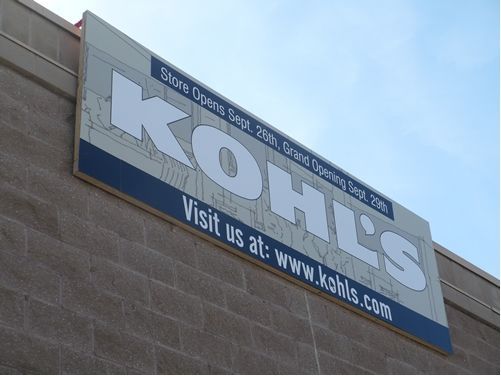 Store Opens Sept. 26th, Grand Opening Sept. 29th
KOHL'S
Visit us at: www.kohls.com